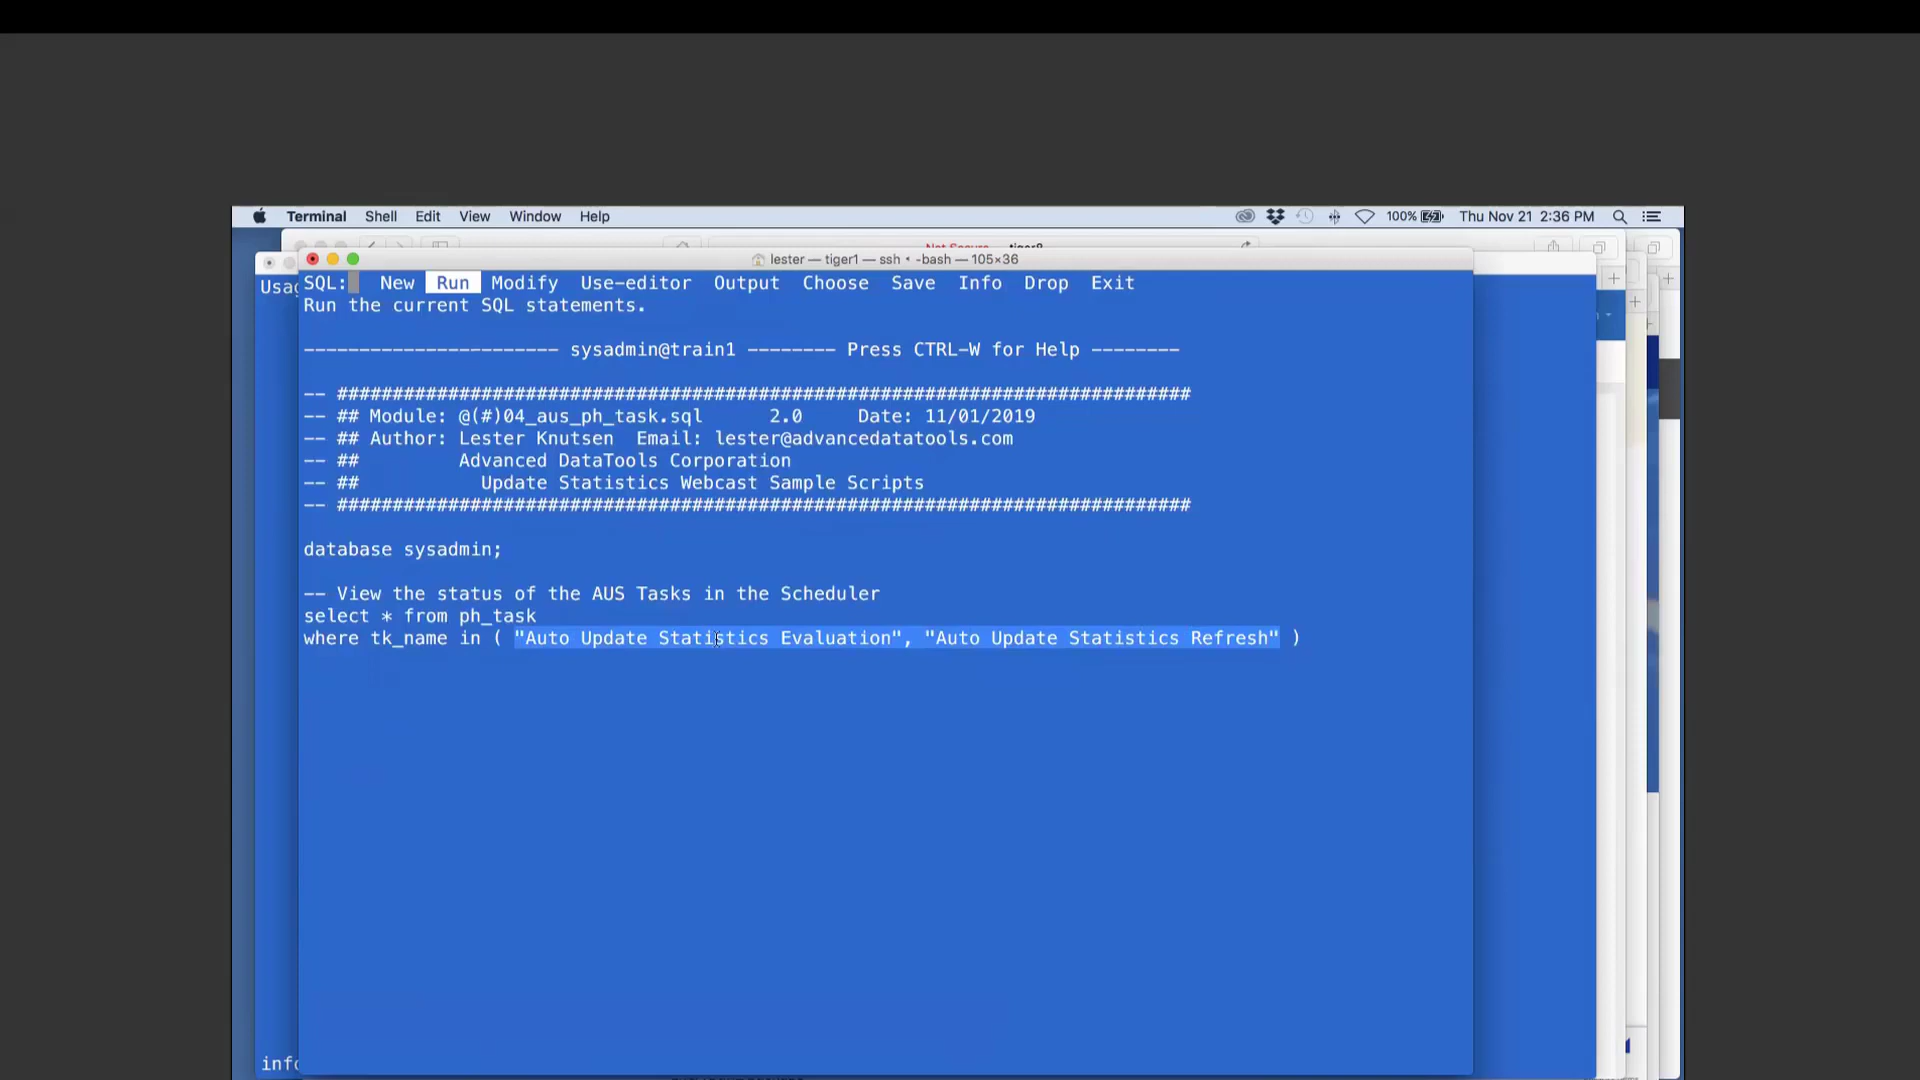 Terminal Shell Edit View Window Help 100% Thu Nov 21 2:36 PM
lester — tiger1 — ssh ◂ -bash — 105×36
SQL: New Run Modify Use-editor Output Choose Save Info Drop Exit
Run the current SQL statements.
----------------------- sysadmin@train1 -------- Press CTRL-W for Help --------
-- #############################################################################
-- ## Module: @(#)04_aus_ph_task.sql 2.0 Date: 11/01/2019
-- ## Author: Lester Knutsen Email: lester@advancedatatools.com
-- ## Advanced DataTools Corporation
-- ## Update Statistics Webcast Sample Scripts
-- #############################################################################
database sysadmin;
-- View the status of the AUS Tasks in the Scheduler
select * from ph_task
where tk_name in ( "Auto Update Statistics Evaluation", "Auto Update Statistics Refresh" )